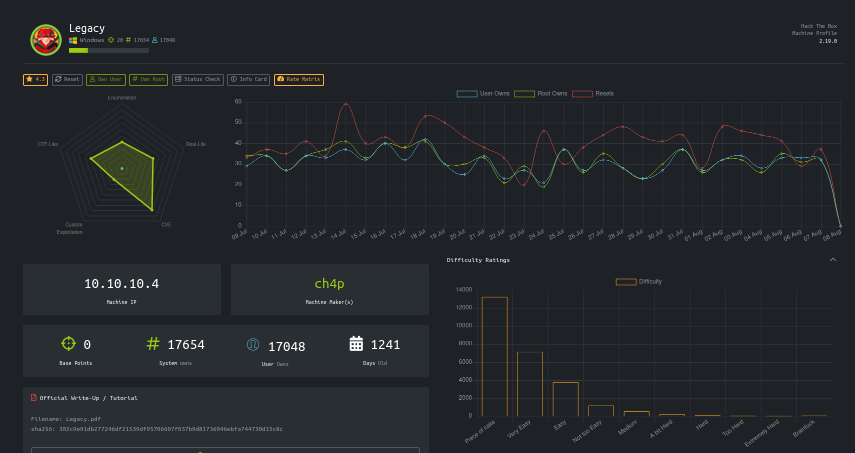 Legacy
Windows 20 # 17654 17048
Hack The Box
Machine Profile
2.19.0
4.3 Reset Own User Own Root Status Check Info Card Rate Matrix
Enumeration
CTF-Like
Real-Life
Custom
Exploitation
CVE
User Owns Root Owns Resets
60
50
40
30
20
10
0
09 Jul 10 Jul 11 Jul 12 Jul 13 Jul 14 Jul 15 Jul 16 Jul 17 Jul 18 Jul 19 Jul 20 Jul 21 Jul 22 Jul 23 Jul 24 Jul 25 Jul 26 Jul 27 Jul 28 Jul 29 Jul 30 Jul 31 Jul 01 Aug 02 Aug 03 Aug 04 Aug 05 Aug 06 Aug 07 Aug 08 Aug
10.10.10.4
Machine IP
ch4p
Machine Maker(s)
0
Base Points
# 17654
System owns
17048
User Owns
1241
Days Old
Official Write-Up / Tutorial
Filename: Legacy.pdf
sha256:
Difficulty Ratings
Difficulty
14000
12000
10000
8000
6000
4000
2000
0
Piece of cake Very Easy Easy Not too Easy Medium A bit Hard Hard Too Hard Extremely Hard Brainfuck